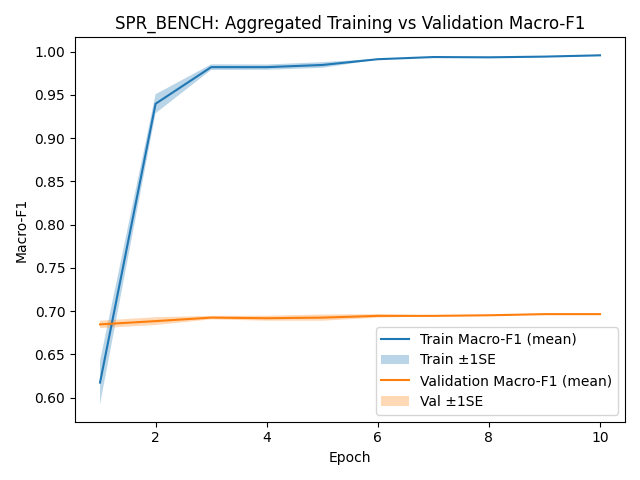 SPR_BENCH: Aggregated Training vs Validation Macro-F1
Macro-F1
1.00
0.95
0.90
0.85
0.80
0.75
0.70
0.65
0.60
Train Macro-F1 (mean)
Train ±1SE
Validation Macro-F1 (mean)
Val ±1SE
2
4
6
8
10
Epoch